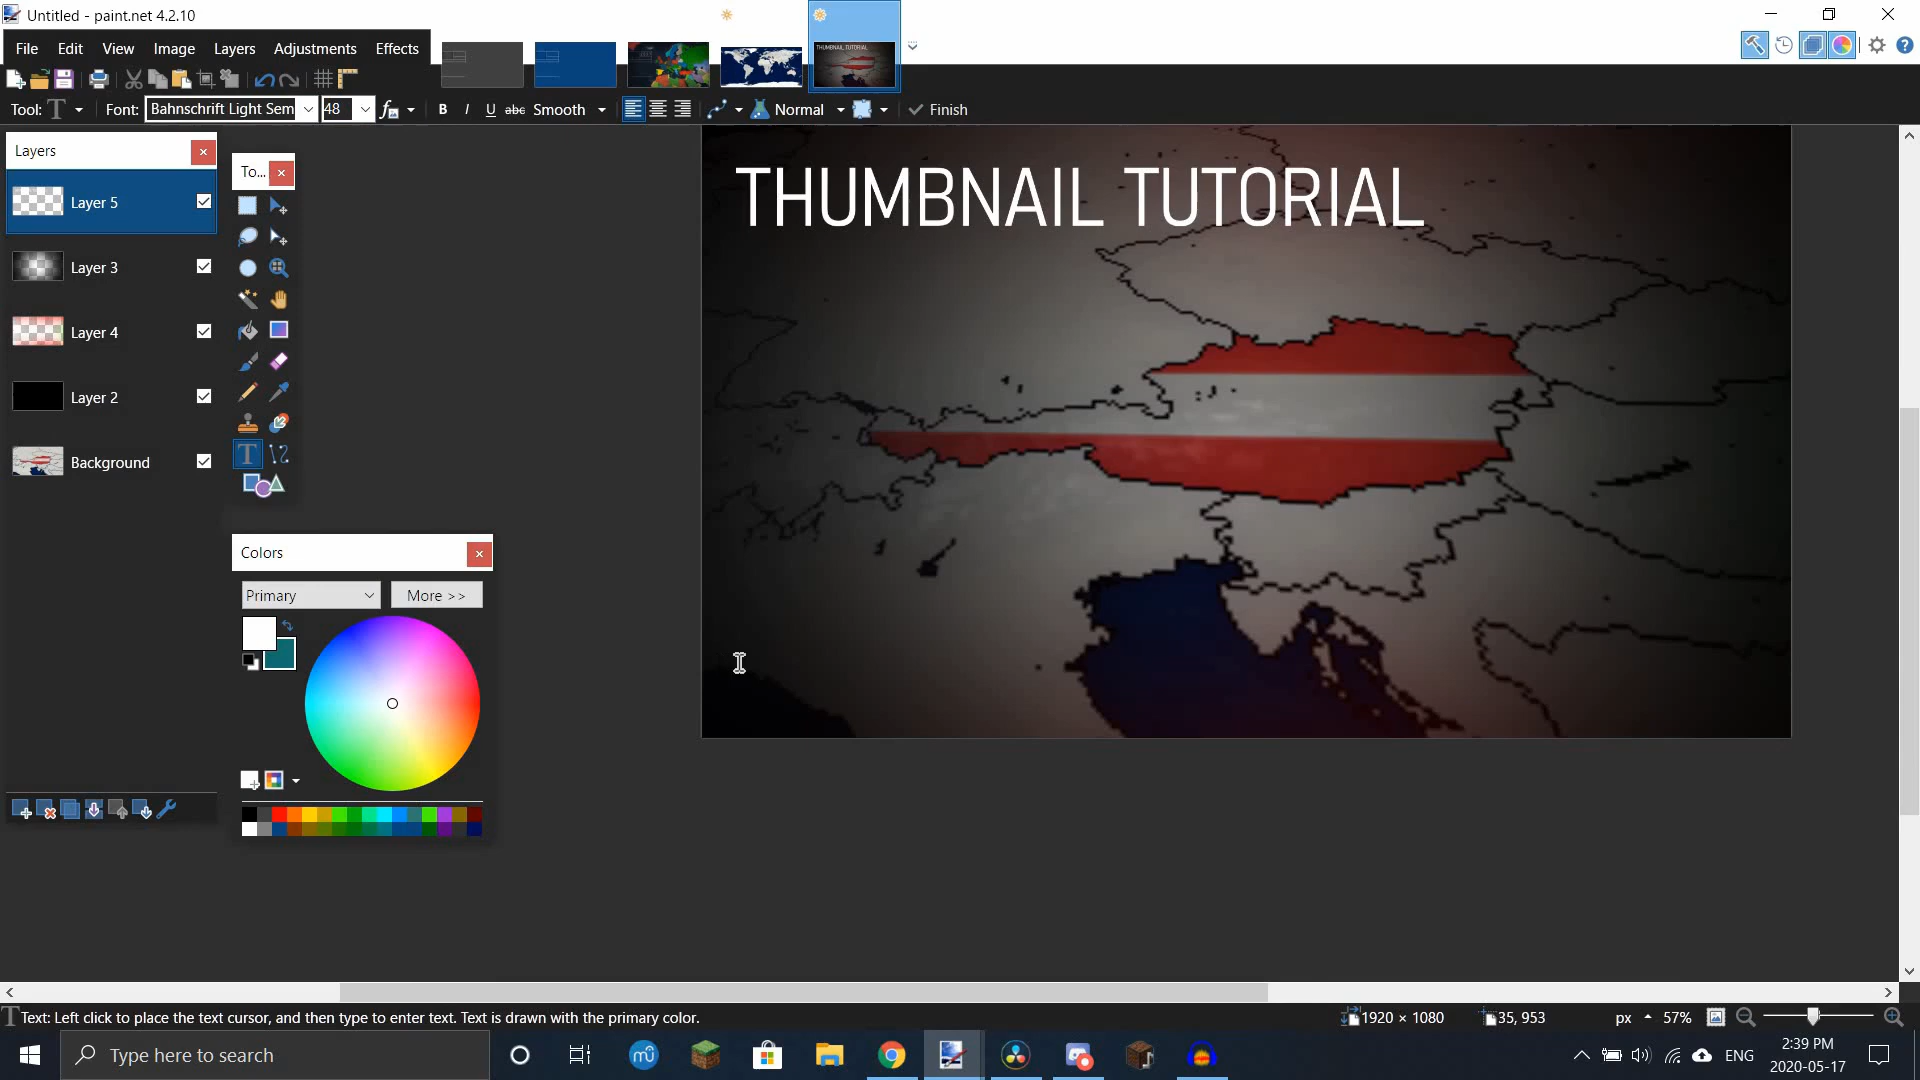 Untitled - paint.net 4.2.10
File Edit View Image Layers Adjustments Effects
Tool: T Font: Bahnschrift Light Sem 48 fx B I U abc Smooth Normal Finish
Layers
Layer 5
Layer 3
Layer 4
Layer 2
Background
To...
Colors
Primary More >>
THUMBNAIL TUTORIAL
Text: Left click to place the text cursor, and then type to enter text. Text is drawn with the primary color.
1920 × 1080 35, 953 px 57%
Type here to search
ENG
2:39 PM
2020-05-17